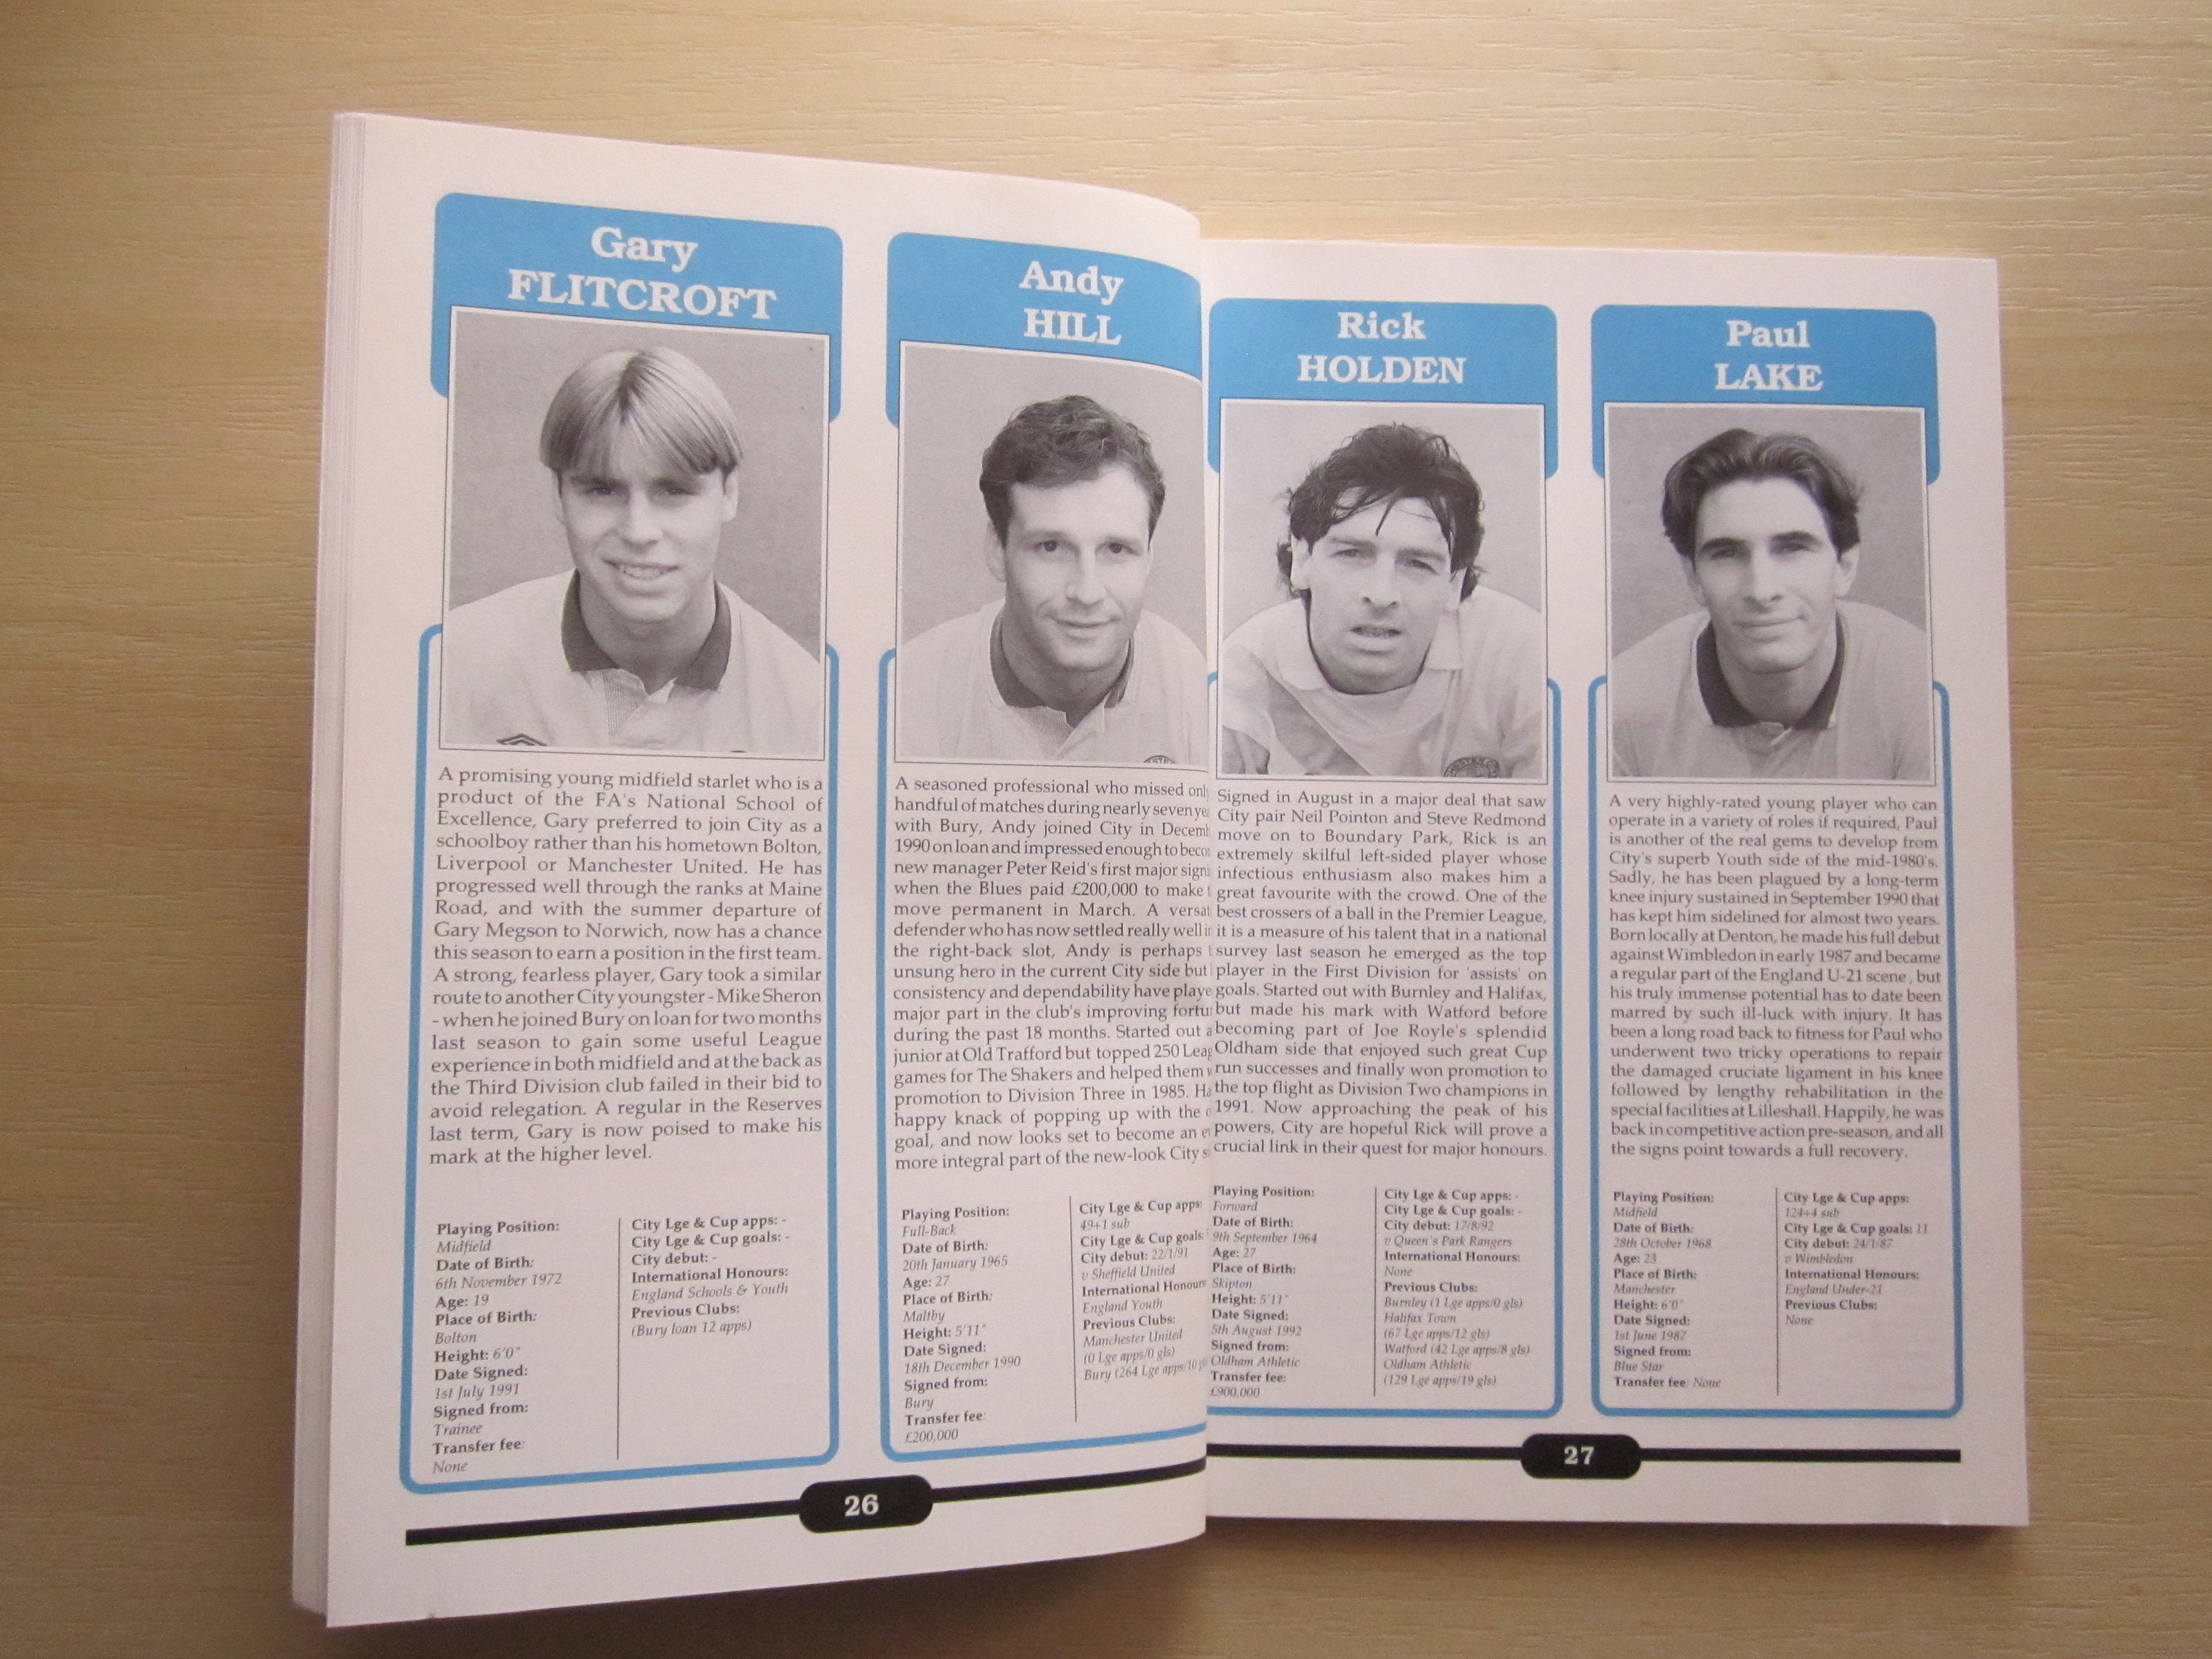 Gary
FLITCROFT
A promising young midfield starlet who is a
product of the FA's National School of
Excellence, Gary preferred to join City as a
schoolboy rather than his hometown Bolton,
Liverpool or Manchester United. He has
progressed well through the ranks at Maine
Road, and with the summer departure of
Gary Megson to Norwich, now has a chance
this season to earn a position in the first team.
A strong, fearless player, Gary took a similar
route to another City youngster - Mike Sheron
- when he joined Bury on loan for two months
last season to gain some useful League
experience in both midfield and at the back as
the Third Division club failed in their bid to
avoid relegation. A regular in the Reserves
last term, Gary is now poised to make his
mark at the higher level.
Playing Position:
Midfield
Date of Birth:
6th November 1972
Age: 19
Place of Birth:
Bolton
Height: 6'0"
Date Signed:
1st July 1991
Signed from:
Trainee
Transfer fee:
None
City Lge & Cup apps: -
City Lge & Cup goals: -
City debut: -
International Honours:
England Schools & Youth
Previous Clubs:
(Bury loan 12 apps)
Andy
HILL
A seasoned professional who missed
handful of matches during nearly seven
with Bury, Andy joined City in
1990 on loan and impressed enough to
new manager Peter Reid's first major
when the Blues paid £200,000 to make
move permanent in March. A
defender who has now settled really well
the right-back slot, Andy is perhaps
unsung hero in the current City side but
consistency and dependability have
major part in the club's improving
during the past 18 months. Started out
junior at Old Trafford but topped 250
games for The Shakers and helped them
promotion to Division Three in 1985.
happy knack of popping up with the
goal, and now looks set to become an
more integral part of the new-look City
Playing Position:
Full-Back
Date of Birth:
20th January 1965
Age: 27
Place of Birth:
Maltby
Height: 5'11"
Date Signed:
18th December 1990
Signed from:
Bury
Transfer fee:
£200,000
City Lge & Cup apps:
49+1 sub
City Lge & Cup goals:
City debut: 22/1/91
v Sheffield United
International Honours
England Youth
Previous Clubs:
Manchester United
(0 Lge apps/0 gls)
Bury (264 Lge apps/10
26
Rick
HOLDEN
Signed in August in a major deal that saw
City pair Neil Pointon and Steve Redmond
move on to Boundary Park, Rick is an
extremely skilful left-sided player whose
infectious enthusiasm also makes him a
great favourite with the crowd. One of the
best crossers of a ball in the Premier League,
it is a measure of his talent that in a national
survey last season he emerged as the top
player in the First Division for 'assists' on
goals. Started out with Burnley and Halifax,
but made his mark with Watford before
becoming part of Joe Royle's splendid
Oldham side that enjoyed such great Cup
run successes and finally won promotion to
the top flight as Division Two champions in
1991. Now approaching the peak of his
powers, City are hopeful Rick will prove a
crucial link in their quest for major honours.
Playing Position:
Forward
Date of Birth:
9th September 1964
Age: 27
Place of Birth:
Skipton
Height: 5'11"
Date Signed:
5th August 1992
Signed from:
Oldham Athletic
Transfer fee:
£900,000
City Lge & Cup apps: -
City Lge & Cup goals: -
City debut: 17/8/92
v Queen's Park Rangers
International Honours:
None
Previous Clubs:
Burnley (1 Lge apps/0 gls)
Halifax Town
(67 Lge apps/12 gls)
Watford (42 Lge apps/8 gls)
Oldham Athletic
(129 Lge apps/19 gls)
Paul
LAKE
A very highly-rated young player who can
operate in a variety of roles if required, Paul
is another of the real gems to develop from
City's superb Youth side of the mid-1980's.
Sadly, he has been plagued by a long-term
knee injury sustained in September 1990 that
has kept him sidelined for almost two years.
Born locally at Denton, he made his full debut
against Wimbledon in early 1987 and became
a regular part of the England U-21 scene, but
his truly immense potential has to date been
marred by such ill-luck with injury. It has
been a long road back to fitness for Paul who
underwent two tricky operations to repair
the damaged cruciate ligament in his knee
followed by lengthy rehabilitation in the
special facilities at Lilleshall. Happily, he was
back in competitive action pre-season, and all
the signs point towards a full recovery.
Playing Position:
Midfield
Date of Birth:
28th October 1968
Age: 23
Place of Birth:
Manchester
Height: 6'0"
Date Signed:
1st June 1987
Signed from:
Blue Star
Transfer fee: None
City Lge & Cup apps:
124+4 sub
City Lge & Cup goals: 11
City debut: 24/1/87
v Wimbledon
International Honours:
England Under-21
Previous Clubs:
None
27